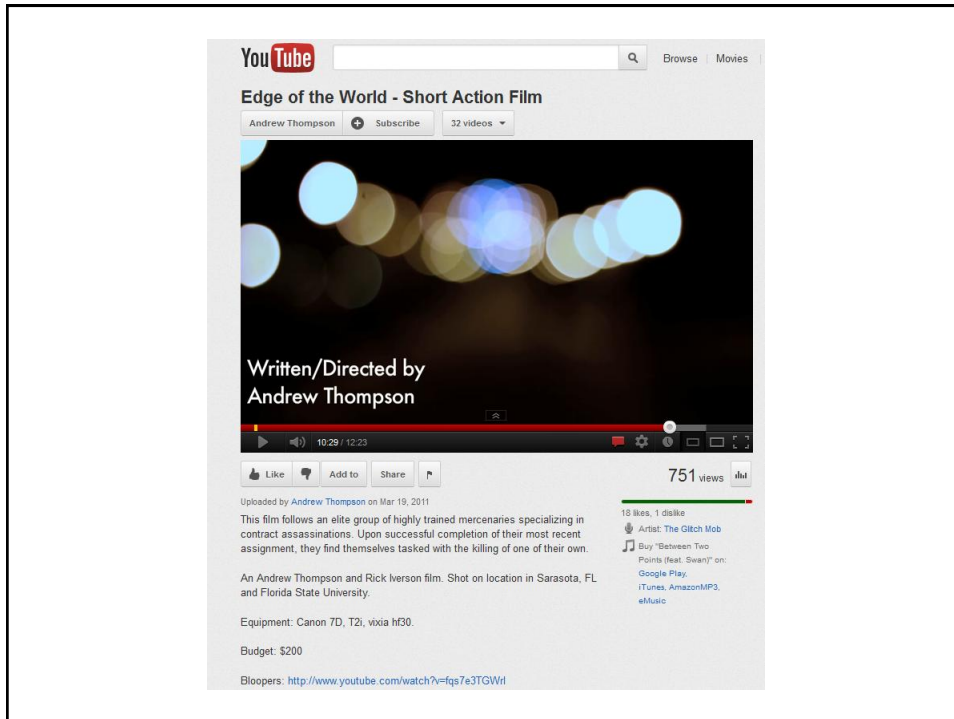 YouTube
Browse | Movies |
Edge of the World - Short Action Film
Andrew Thompson Subscribe 32 videos
Written/Directed by
Andrew Thompson
10:29 / 12:23
Like Add to Share
751 views
Uploaded by Andrew Thompson on Mar 19, 2011
This film follows an elite group of highly trained mercenaries specializing in
contract assassinations. Upon successful completion of their most recent
assignment, they find themselves tasked with the killing of one of their own.
An Andrew Thompson and Rick Iverson film. Shot on location in Sarasota, FL
and Florida State University.
Equipment: Canon 7D, T2i, vixia hf30.
Budget: $200
Bloopers: http://www.youtube.com/watch?v=fqs7e3TGWrI
18 likes, 1 dislike
Artist: The Glitch Mob
Buy "Between Two
Points (feat. Swan)" on:
Google Play,
iTunes, AmazonMP3,
eMusic